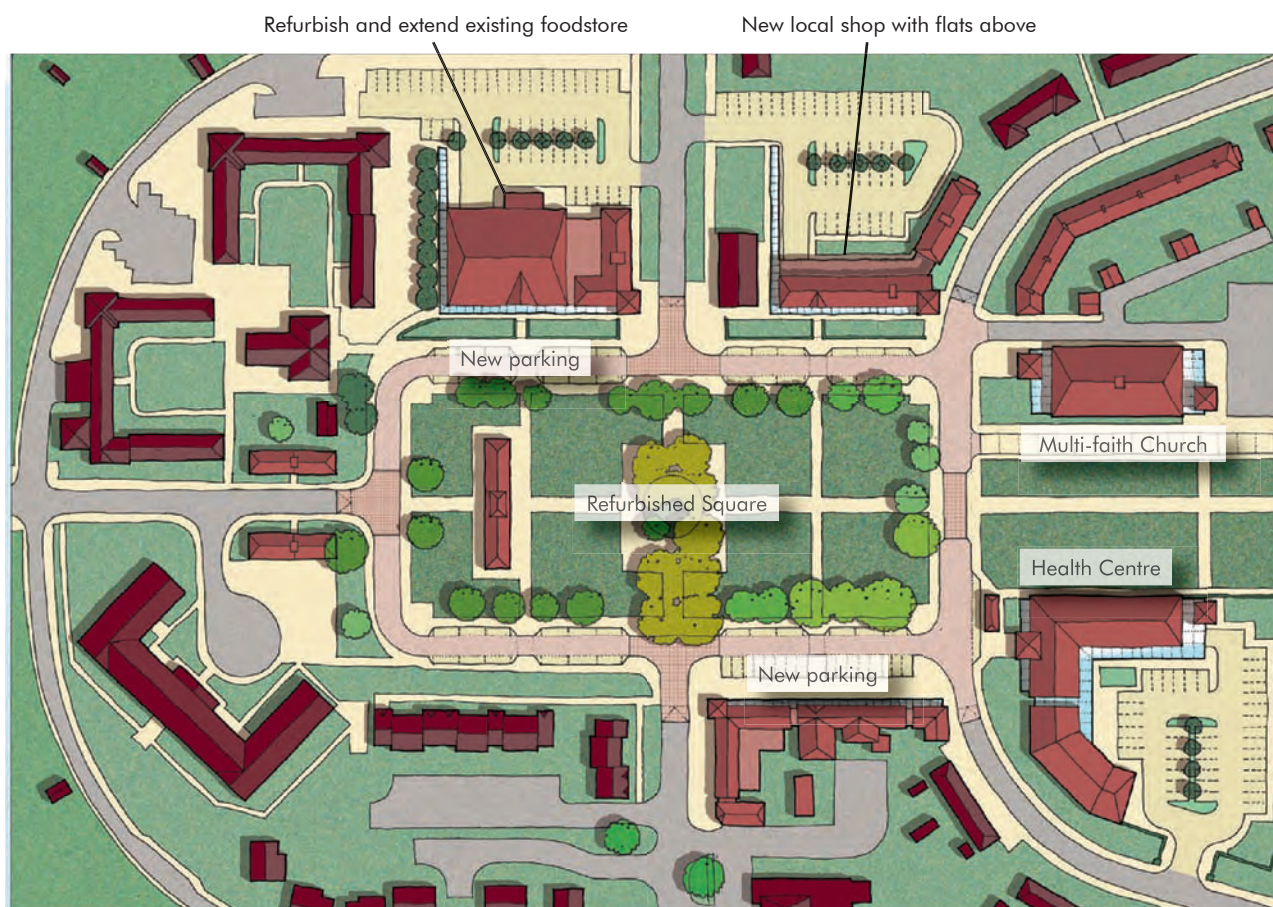 Refurbish and extend existing foodstore
New local shop with flats above
New parking
Multi-faith Church
Refurbished Square
Health Centre
New parking